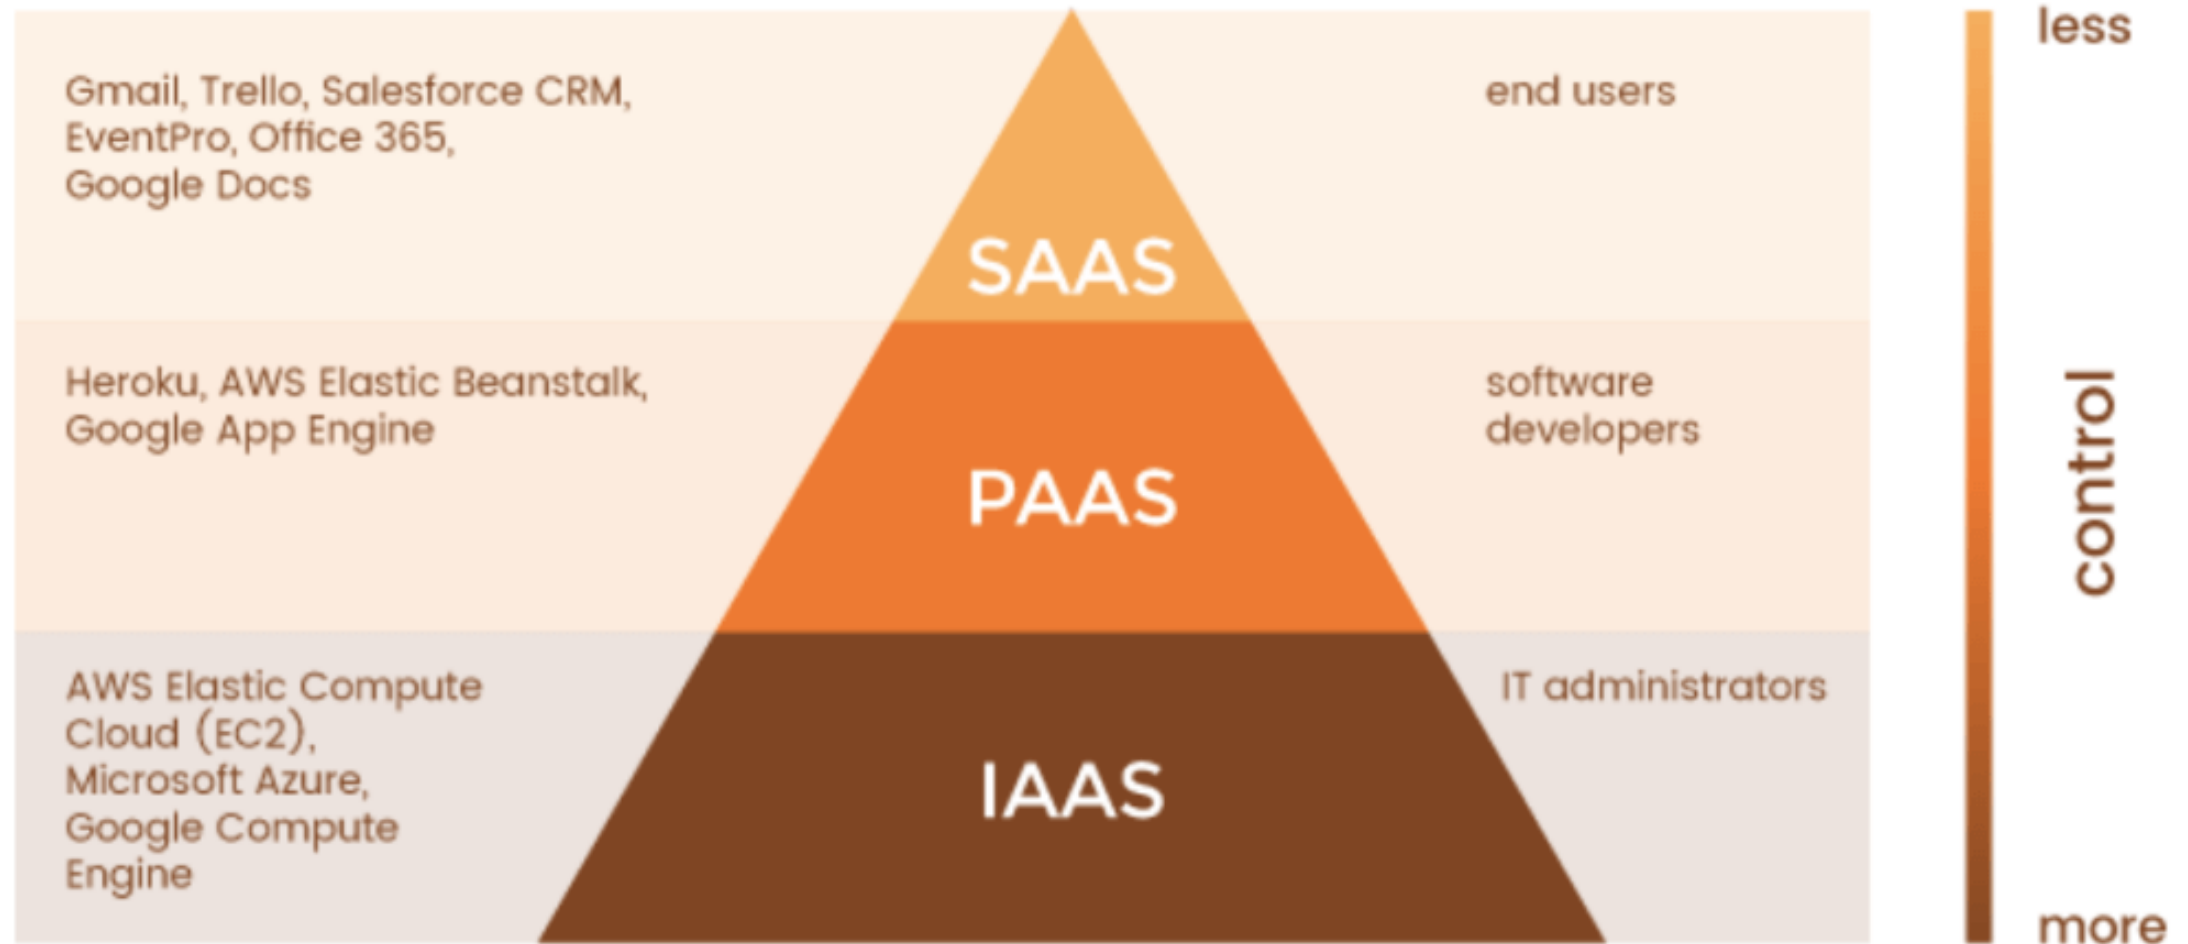 less
Gmail, Trello, Salesforce CRM,
EventPro, Office 365,
Google Docs
end users
SAAS
Heroku, AWS Elastic Beanstalk,
Google App Engine
software
developers
PAAS
control
AWS Elastic Compute
Cloud (EC2),
Microsoft Azure,
Google Compute
Engine
IT administrators
IAAS
more